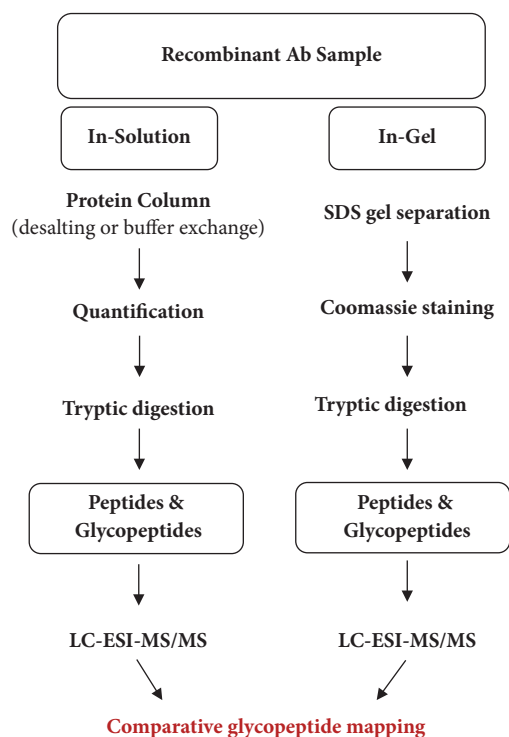 Recombinant Ab Sample
In-Solution
In-Gel
Protein Column
(desalting or buffer exchange)
SDS gel separation
Quantification
Coomassie staining
Tryptic digestion
Tryptic digestion
Peptides &
Glycopeptides
Peptides &
Glycopeptides
LC-ESI-MS/MS
LC-ESI-MS/MS
Comparative glycopeptide mapping